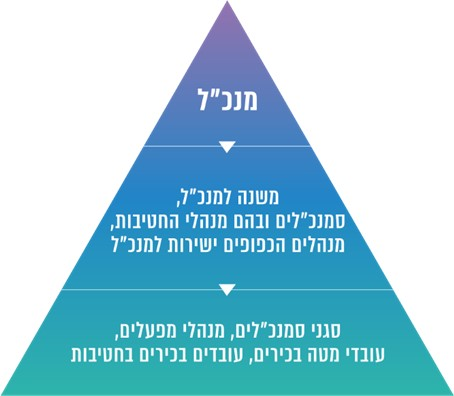 מנכ"ל
משנה למנכ"ל,
סמנכ"לים ובהם מנהלי החטיבות,
מנהלים הכפופים ישירות למנכ"ל
סגני סמנכ"לים, מנהלי מפעלים,
עובדי מטה בכירים, עובדים בכירים בחטיבות